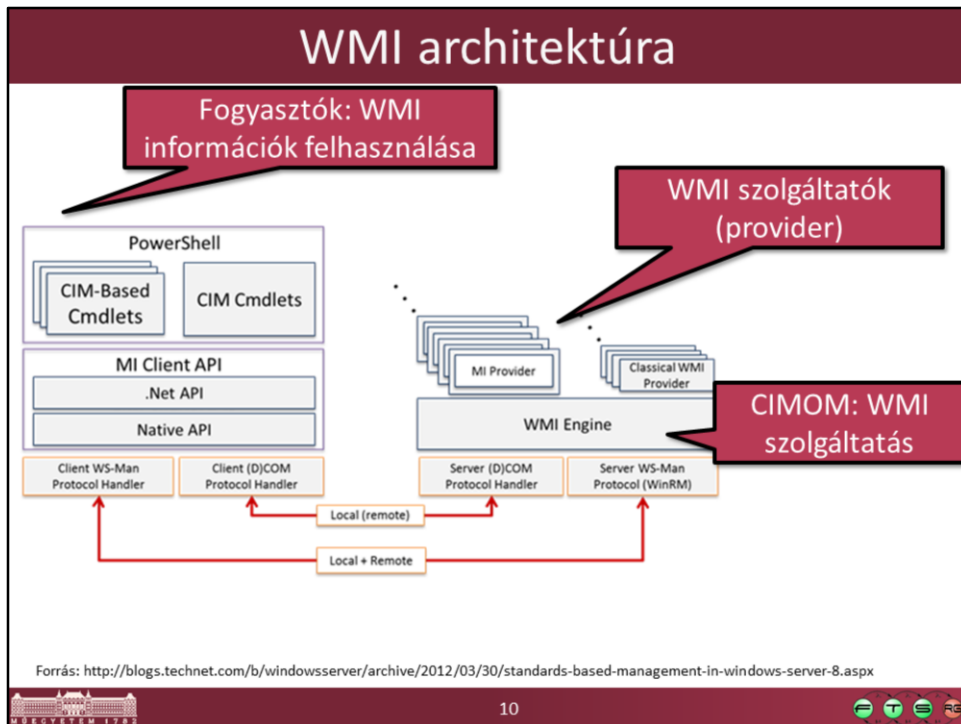 WMI architektúra
Fogyasztók: WMI
információk felhasználása
WMI szolgáltatók
(provider)
PowerShell
CIM-Based
Cmdlets
CIM Cmdlets
MI Client API
.Net API
Native API
Client WS-Man
Protocol Handler
Client (D)COM
Protocol Handler
MI Provider
Classical WMI
Provider
WMI Engine
CIMOM: WMI
szolgáltatás
Server (D)COM
Protocol Handler
Server WS-Man
Protocol (WinRM)
Local (remote)
Local + Remote
Forrás: http://blogs.technet.com/b/windowsserver/archive/2012/03/30/standards-based-management-in-windows-server-8.aspx
MŰEGYETEM 1782
10
F T S RG